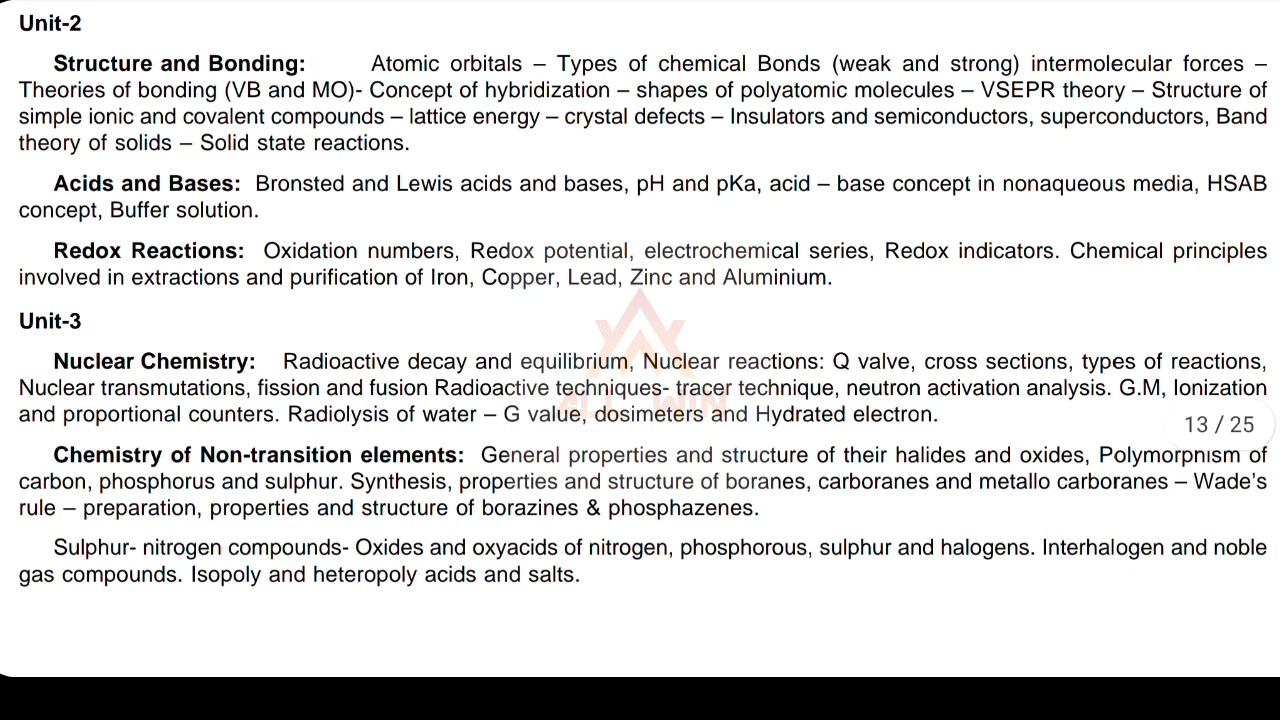 Unit-2
Structure and Bonding: Atomic orbitals – Types of chemical Bonds (weak and strong) intermolecular forces –
Theories of bonding (VB and MO)- Concept of hybridization – shapes of polyatomic molecules – VSEPR theory – Structure of
simple ionic and covalent compounds – lattice energy – crystal defects – Insulators and semiconductors, superconductors, Band
theory of solids – Solid state reactions.
Acids and Bases: Bronsted and Lewis acids and bases, pH and pKa, acid – base concept in nonaqueous media, HSAB
concept, Buffer solution.
Redox Reactions: Oxidation numbers, Redox potential, electrochemical series, Redox indicators. Chemical principles
involved in extractions and purification of Iron, Copper, Lead, Zinc and Aluminium.
Unit-3
Nuclear Chemistry: Radioactive decay and equilibrium, Nuclear reactions: Q valve, cross sections, types of reactions,
Nuclear transmutations, fission and fusion Radioactive techniques- tracer technique, neutron activation analysis. G.M, Ionization
and proportional counters. Radiolysis of water – G value, dosimeters and Hydrated electron.
ALL WIN
13 / 25
Chemistry of Non-transition elements: General properties and structure of their halides and oxides, Polymorpnism of
carbon, phosphorus and sulphur. Synthesis, properties and structure of boranes, carboranes and metallo carboranes – Wade's
rule – preparation, properties and structure of borazines & phosphazenes.
Sulphur- nitrogen compounds- Oxides and oxyacids of nitrogen, phosphorous, sulphur and halogens. Interhalogen and noble
gas compounds. Isopoly and heteropoly acids and salts.